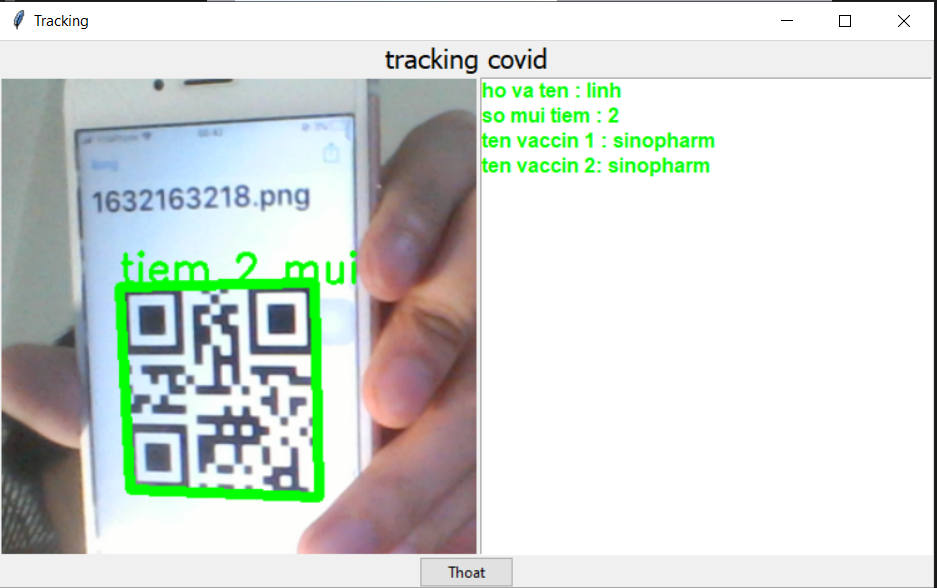 Tracking
tracking covid
1632163218.png
tiem 2 mui
ho va ten : linh
so mui tiem : 2
ten vaccin 1 : sinopharm
ten vaccin 2: sinopharm
Thoat